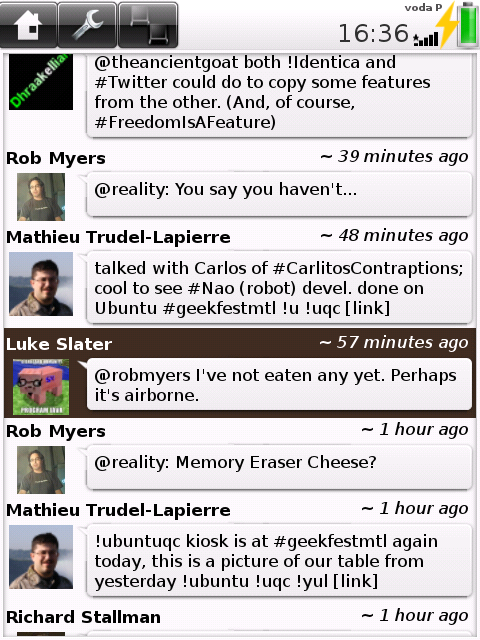 voda P
16:36
Dhraakellian
@theancientgoat both !Identica and
#Twitter could do to copy some features
from the other. (And, of course,
#FreedomIsAFeature)
Rob Myers
~ 39 minutes ago
@reality: You say you haven't...
Mathieu Trudel-Lapierre
~ 48 minutes ago
talked with Carlos of #CarlitosContraptions;
cool to see #Nao (robot) devel. done on
Ubuntu #geekfestmtl !u !uqc [link]
Luke Slater
~ 57 minutes ago
PROGRAM EVAR
@robmyers I've not eaten any yet. Perhaps
it's airborne.
Rob Myers
~ 1 hour ago
@reality: Memory Eraser Cheese?
Mathieu Trudel-Lapierre
~ 1 hour ago
!ubuntuqc kiosk is at #geekfestmtl again
today, this is a picture of our table from
yesterday !ubuntu !uqc !yul [link]
Richard Stallman
~ 1 hour ago